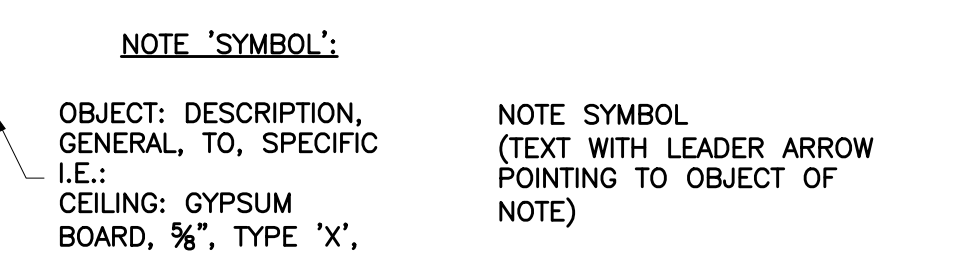 NOTE 'SYMBOL':
OBJECT: DESCRIPTION,
GENERAL, TO, SPECIFIC
I.E.:
CEILING: GYPSUM
BOARD, ⅝", TYPE 'X',
NOTE SYMBOL
(TEXT WITH LEADER ARROW
POINTING TO OBJECT OF
NOTE)